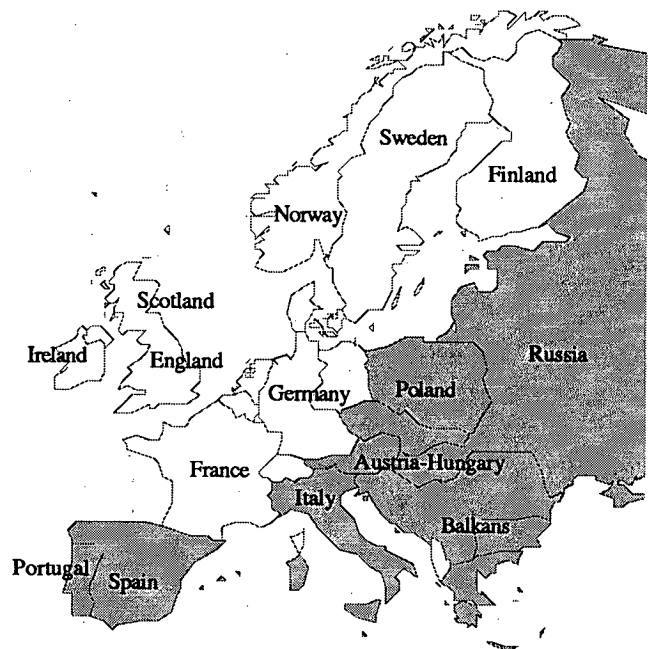 Sweden
Finland
Norway
Scotland
Ireland
England
Russia
Germany
Poland
France
Austria-Hungary
Italy
Balkans
Portugal
Spain